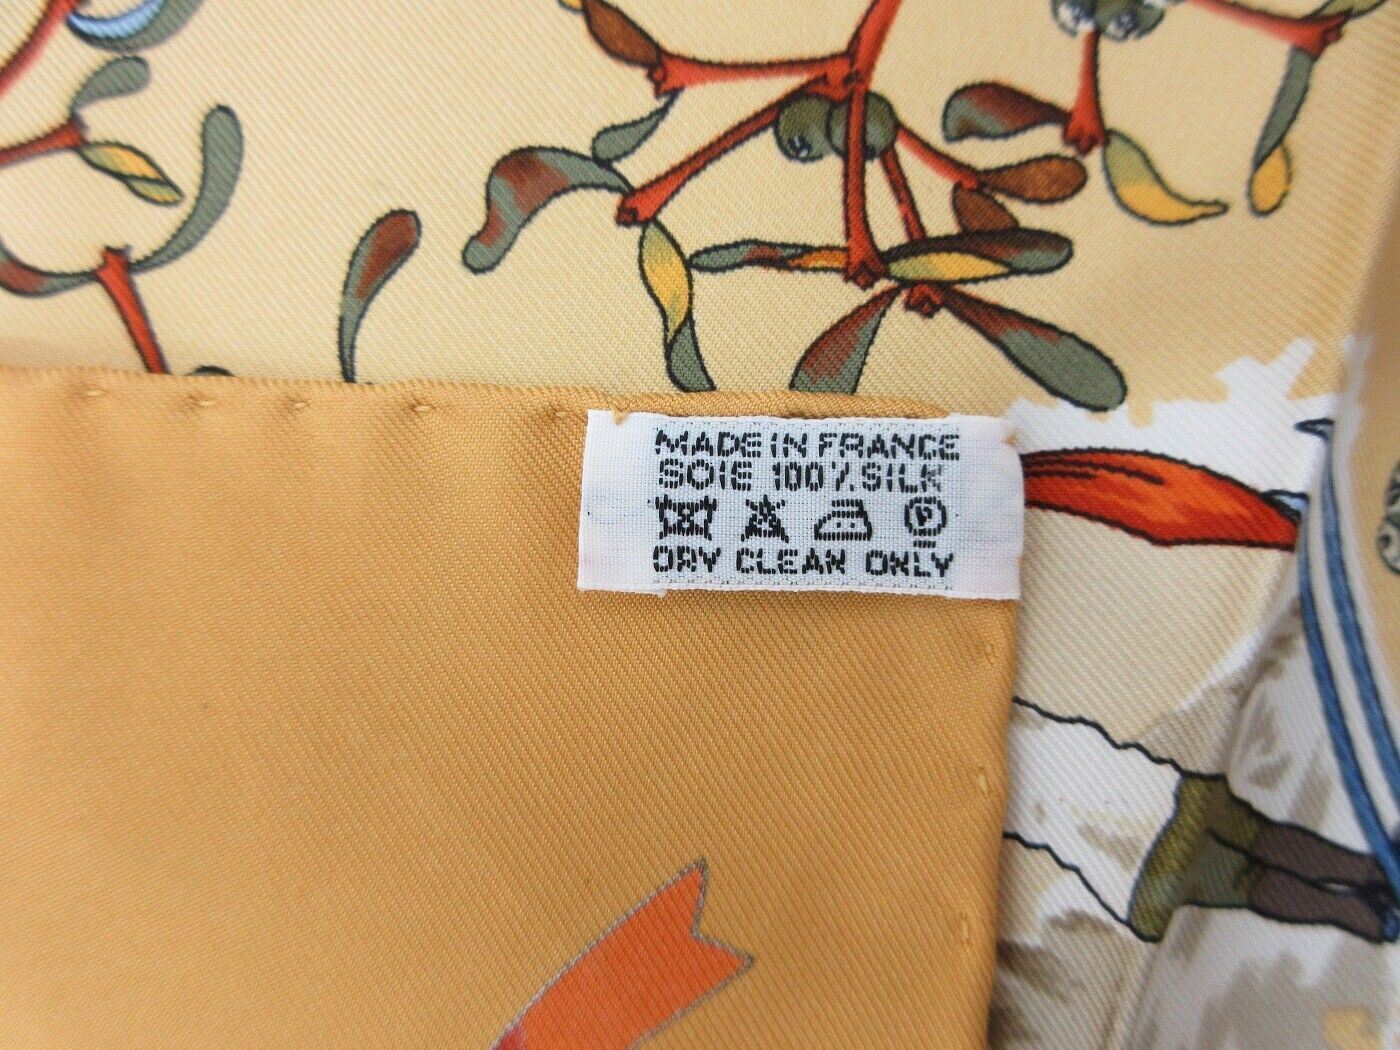 MADE IN FRANCE
SOIE 100% SILK
DRY CLEAN ONLY